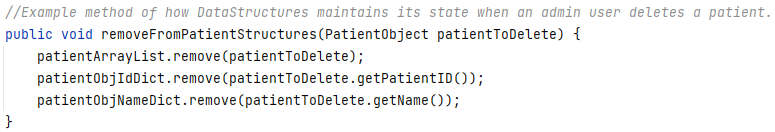 //Example method of how DataStructures maintains its state when an admin user deletes a patient.
public void removeFromPatientStructures(PatientObject patientToDelete) {
    patientArrayList.remove(patientToDelete);
    patientObjIdDict.remove(patientToDelete.getPatientID());
    patientObjNameDict.remove(patientToDelete.getName());
}